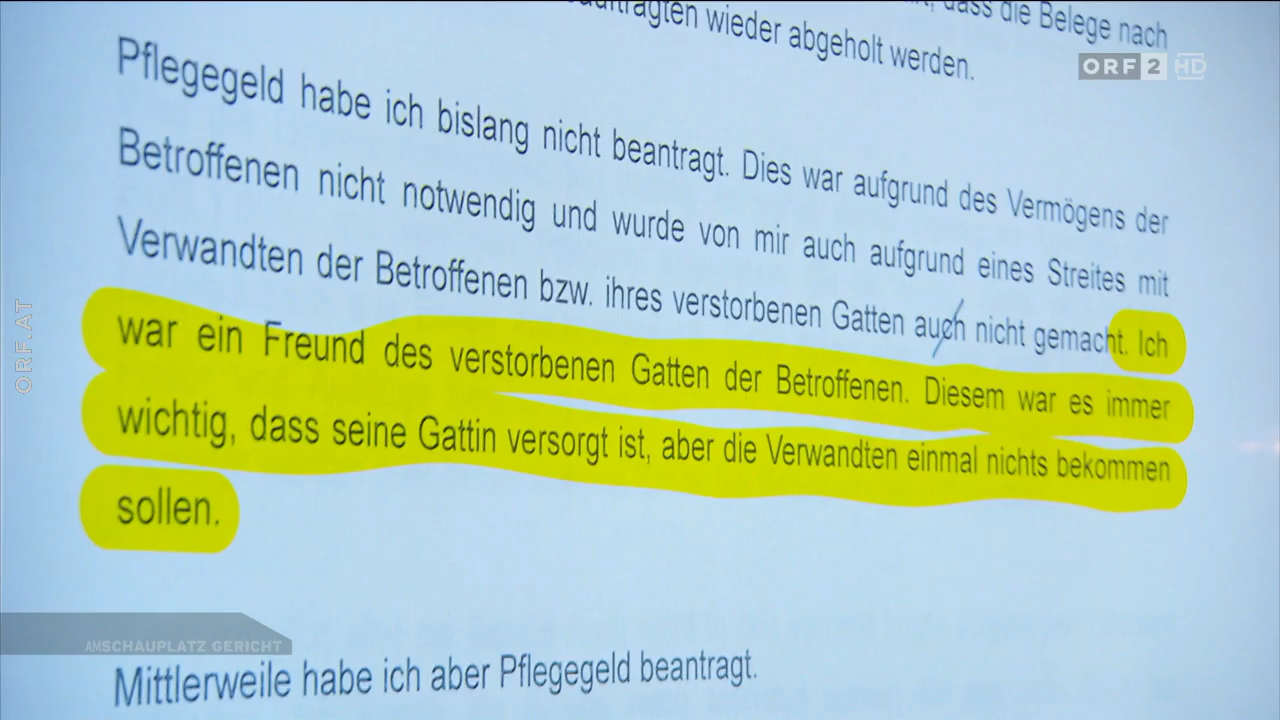 dass die Belege nach
wieder abgeholt werden.
ORF 2 HD
Pflegegeld habe ich bislang nicht beantragt. Dies war aufgrund des Vermögens der
Betroffenen nicht notwendig und wurde von mir auch aufgrund eines Streites mit
Verwandten der Betroffenen bzw. ihres verstorbenen Gatten auch nicht gemacht. Ich
war ein Freund des verstorbenen Gatten der Betroffenen. Diesem war es immer
wichtig, dass seine Gattin versorgt ist, aber die Verwandten einmal nichts bekommen
sollen.
ORF.AT
AMSCHAUPLATZ GERICHT
Mittlerweile habe ich aber Pflegegeld beantragt.